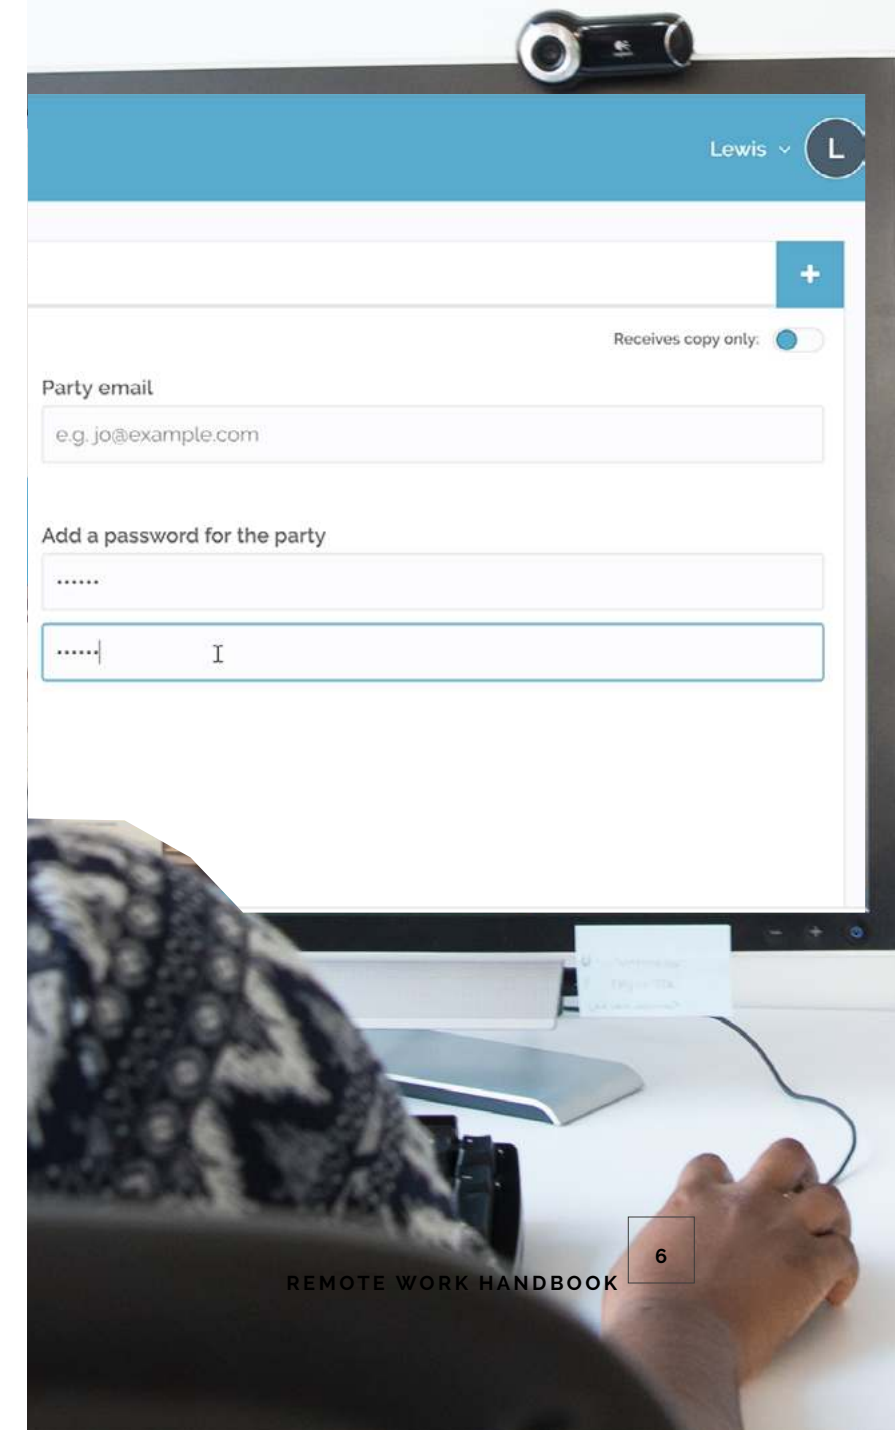 Lewis
L
+
Receives copy only:
Party email
e.g. jo@example.com
Add a password for the party
••••••
••••••
6
REMOTE WORK HANDBOOK